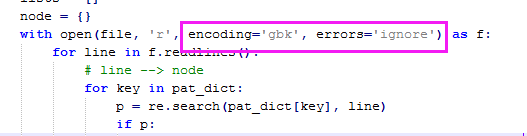 node = {}
with open(file, 'r', encoding='gbk', errors='ignore') as f:
    for line in f.readlines():
        # line --> node
        for key in pat_dict:
            p = re.search(pat_dict[key], line)
            if p: